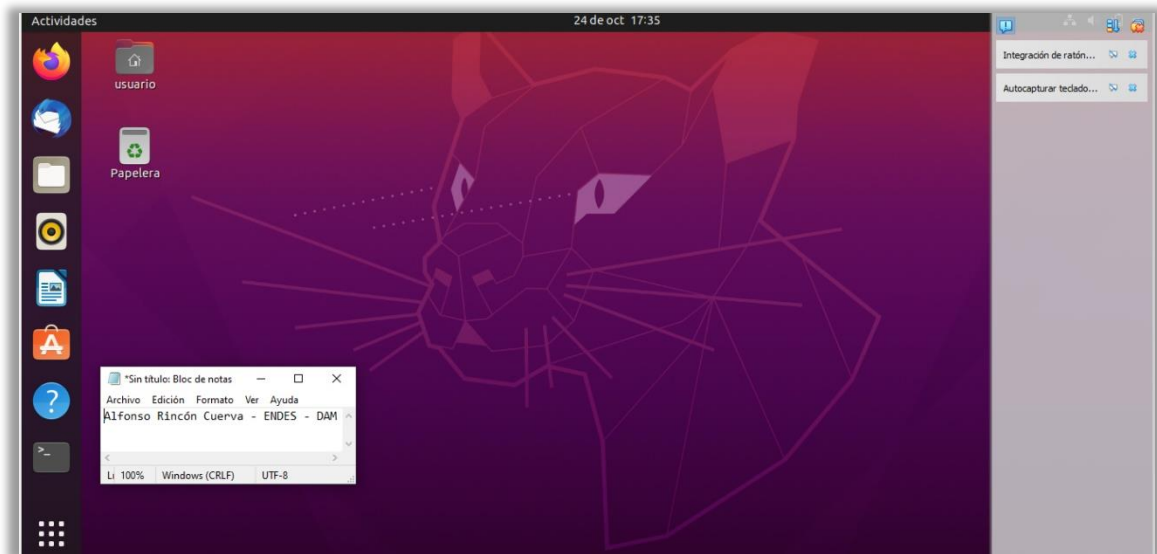 Actividades
24 de oct 17:35
Integración de ratón...
usuario
Autocapturar teclado...
Papelera
*Sin título: Bloc de notas
Archivo Edición Formato Ver Ayuda
Alfonso Rincón Cuerva - ENDES - DAM
Lí 100% Windows (CRLF) UTF-8